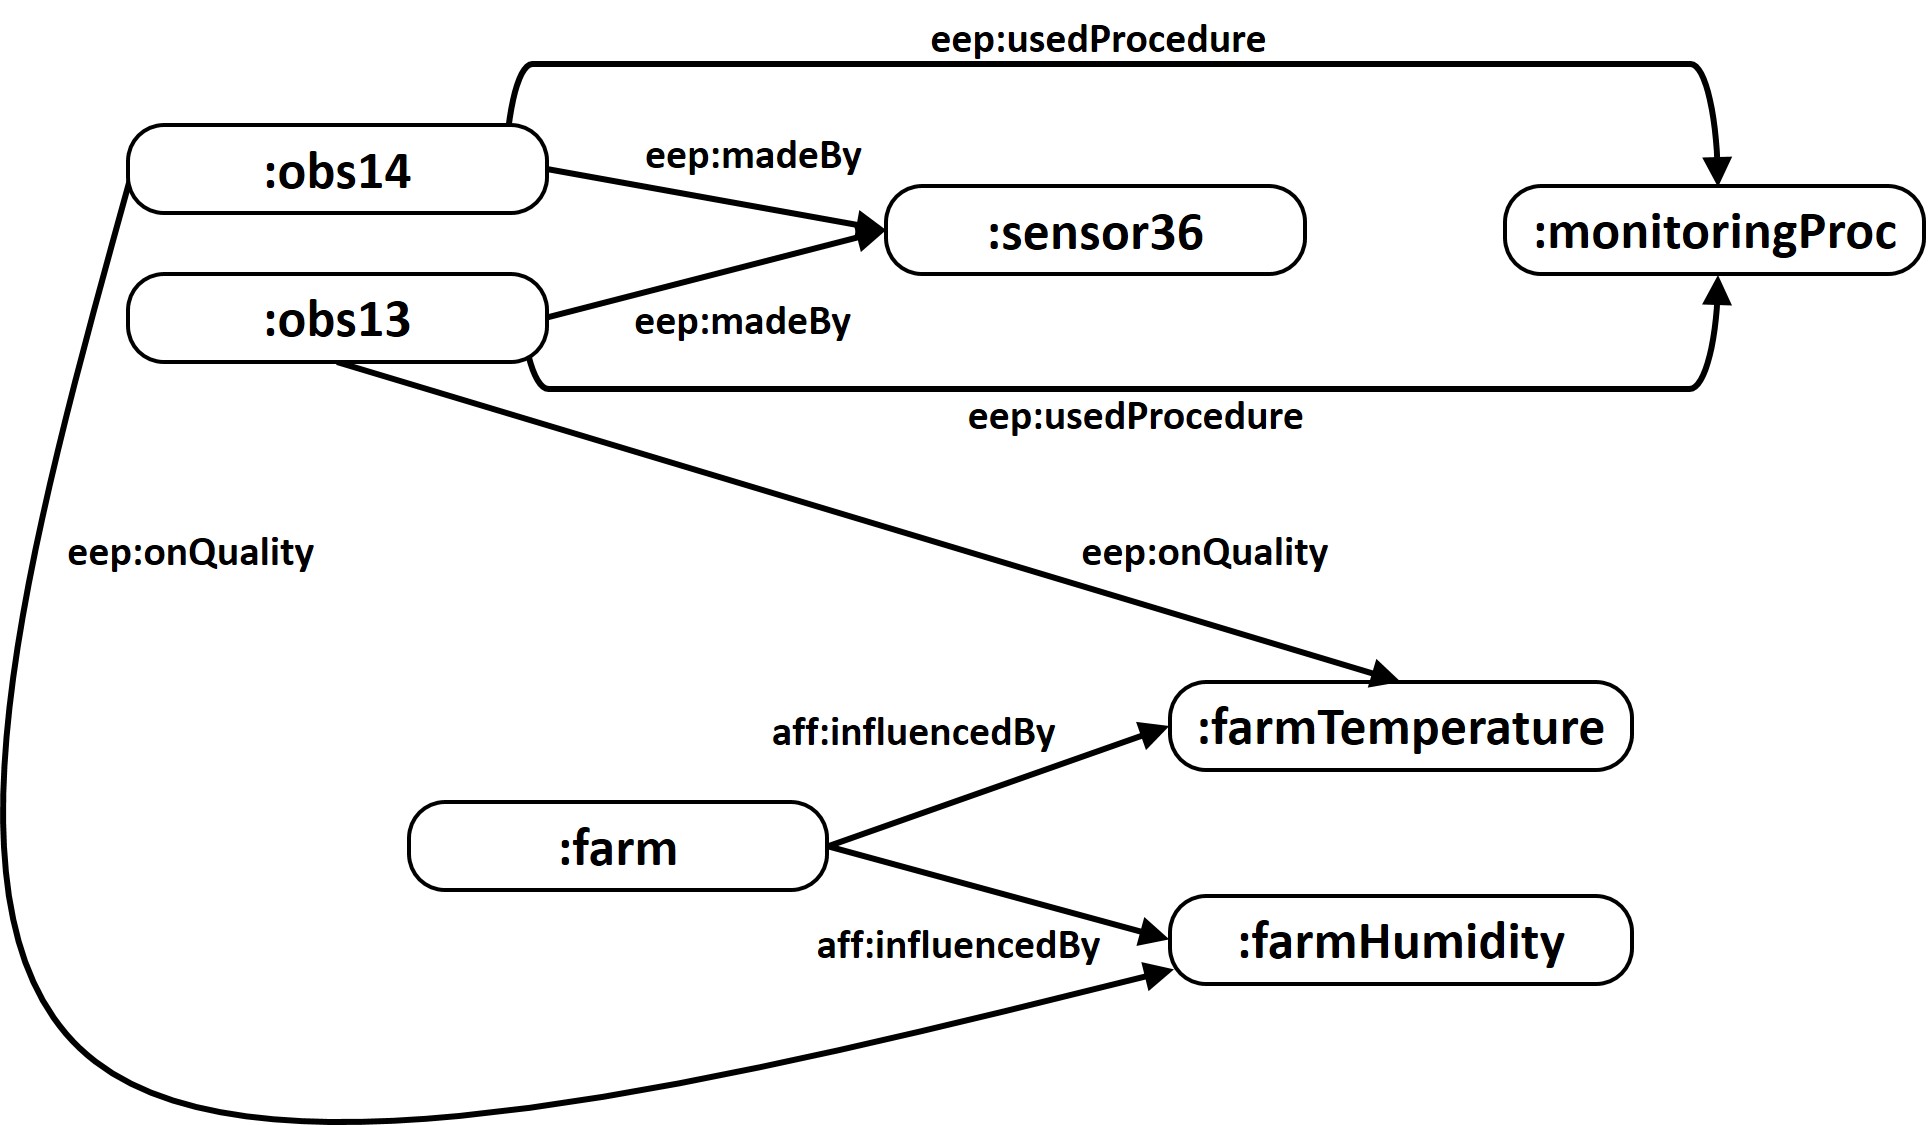 eep:usedProcedure
:obs14
eep:madeBy
:sensor36
:monitoringProc
:obs13
eep:madeBy
eep:usedProcedure
eep:onQuality
eep:onQuality
aff:influencedBy
:farmTemperature
:farm
aff:influencedBy
:farmHumidity